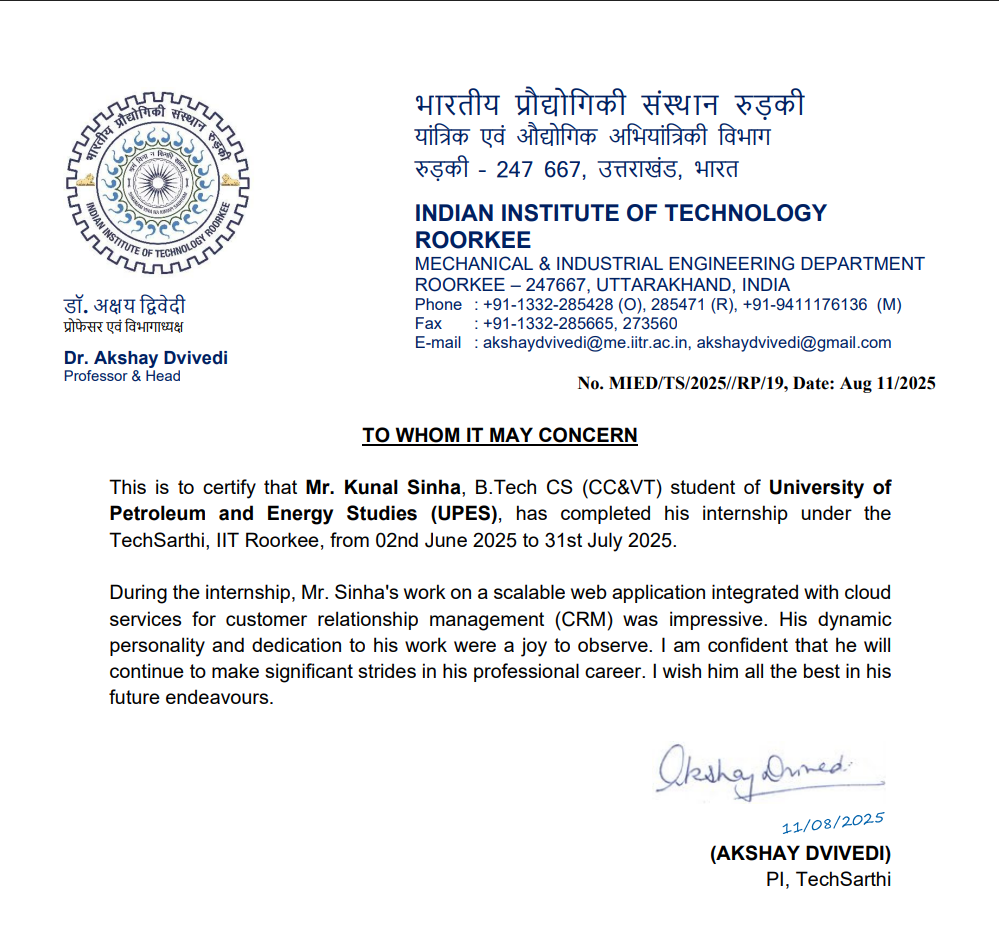 भारतीय प्रौद्योगिकी संस्थान रुड़की
INDIAN INSTITUTE OF TECHNOLOGY ROORKEE
भारतीय प्रौद्योगिकी संस्थान रुड़की
यांत्रिक एवं औद्योगिक अभियांत्रिकी विभाग
रुड़की - 247 667, उत्तराखंड, भारत
INDIAN INSTITUTE OF TECHNOLOGY
ROORKEE
MECHANICAL & INDUSTRIAL ENGINEERING DEPARTMENT
ROORKEE – 247667, UTTARAKHAND, INDIA
Phone : +91-1332-285428 (O), 285471 (R), +91-9411176136 (M)
Fax : +91-1332-285665, 273560
E-mail : akshaydvivedi@me.iitr.ac.in, akshaydvivedi@gmail.com
डॉ. अक्षय द्विवेदी
प्रोफेसर एवं विभागाध्यक्ष
Dr. Akshay Dvivedi
Professor & Head
No. MIED/TS/2025//RP/19, Date: Aug 11/2025
TO WHOM IT MAY CONCERN
This is to certify that Mr. Kunal Sinha, B.Tech CS (CC&VT) student of University of
Petroleum and Energy Studies (UPES), has completed his internship under the
TechSarthi, IIT Roorkee, from 02nd June 2025 to 31st July 2025.
During the internship, Mr. Sinha's work on a scalable web application integrated with cloud
services for customer relationship management (CRM) was impressive. His dynamic
personality and dedication to his work were a joy to observe. I am confident that he will
continue to make significant strides in his professional career. I wish him all the best in his
future endeavours.
Akshay Dvivedi
11/08/2025
(AKSHAY DVIVEDI)
PI, TechSarthi